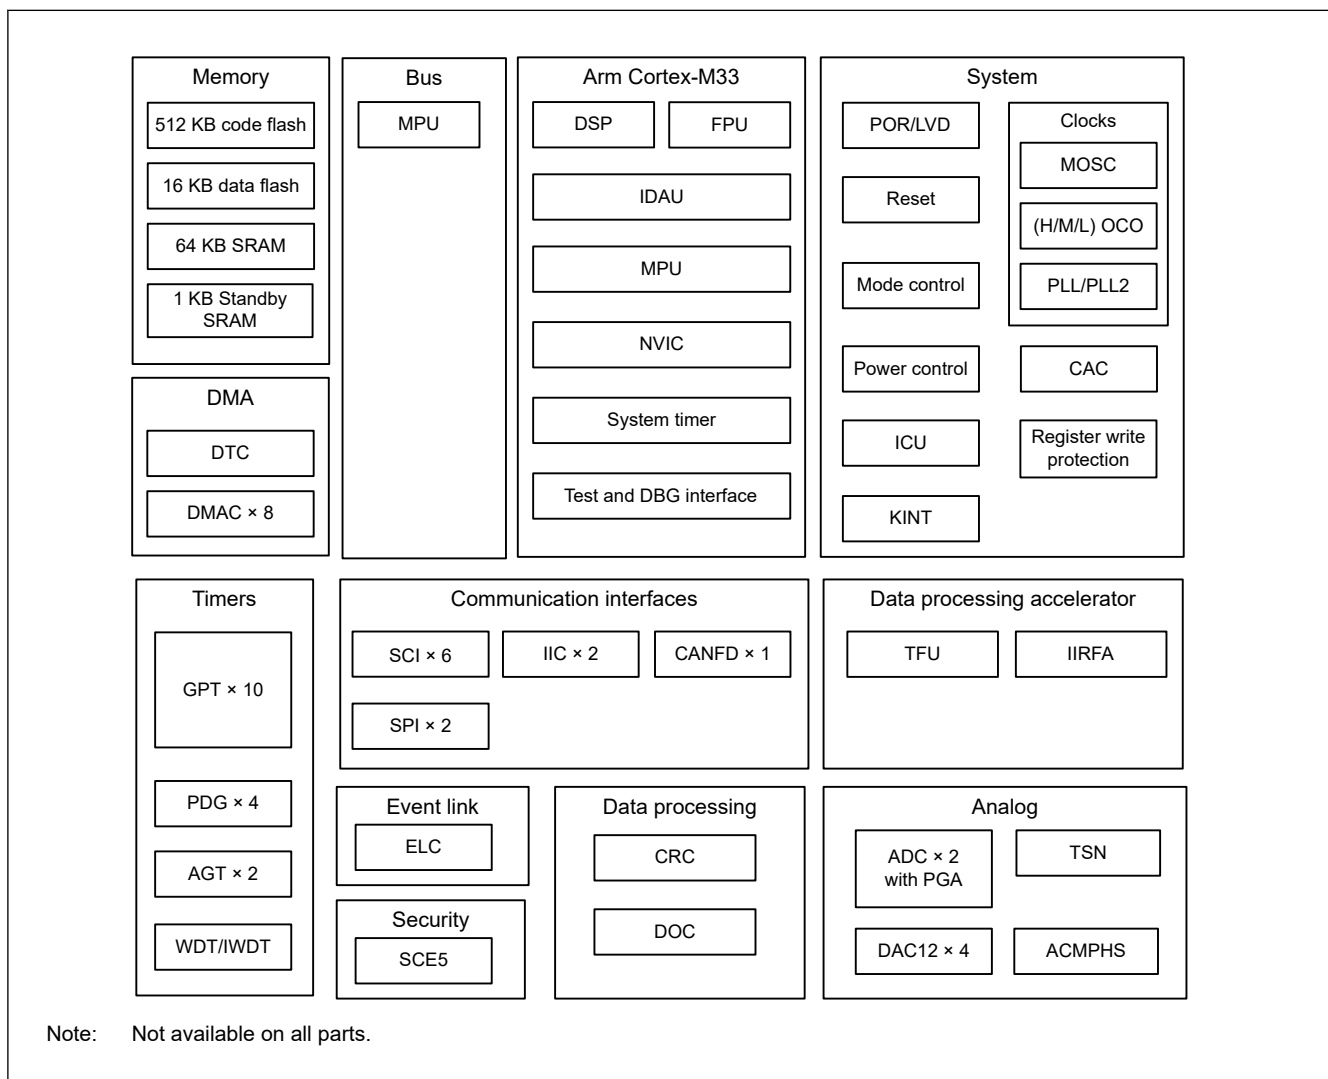 Memory
512 KB code flash
16 KB data flash
64 KB SRAM
1 KB Standby
SRAM
Bus
MPU
Arm Cortex-M33
DSP
FPU
IDAU
MPU
NVIC
System timer
Test and DBG interface
System
POR/LVD
Reset
Mode control
Power control
ICU
KINT
Clocks
MOSC
(H/M/L) OCO
PLL/PLL2
CAC
Register write
protection
DMA
DTC
DMAC × 8
Timers
GPT × 10
PDG × 4
AGT × 2
WDT/IWDT
Communication interfaces
SCI × 6
IIC × 2
CANFD × 1
SPI × 2
Data processing accelerator
TFU
IIRFA
Event link
ELC
Security
SCE5
Data processing
CRC
DOC
Analog
ADC × 2
with PGA
TSN
DAC12 × 4
ACMPHS
Note: Not available on all parts.